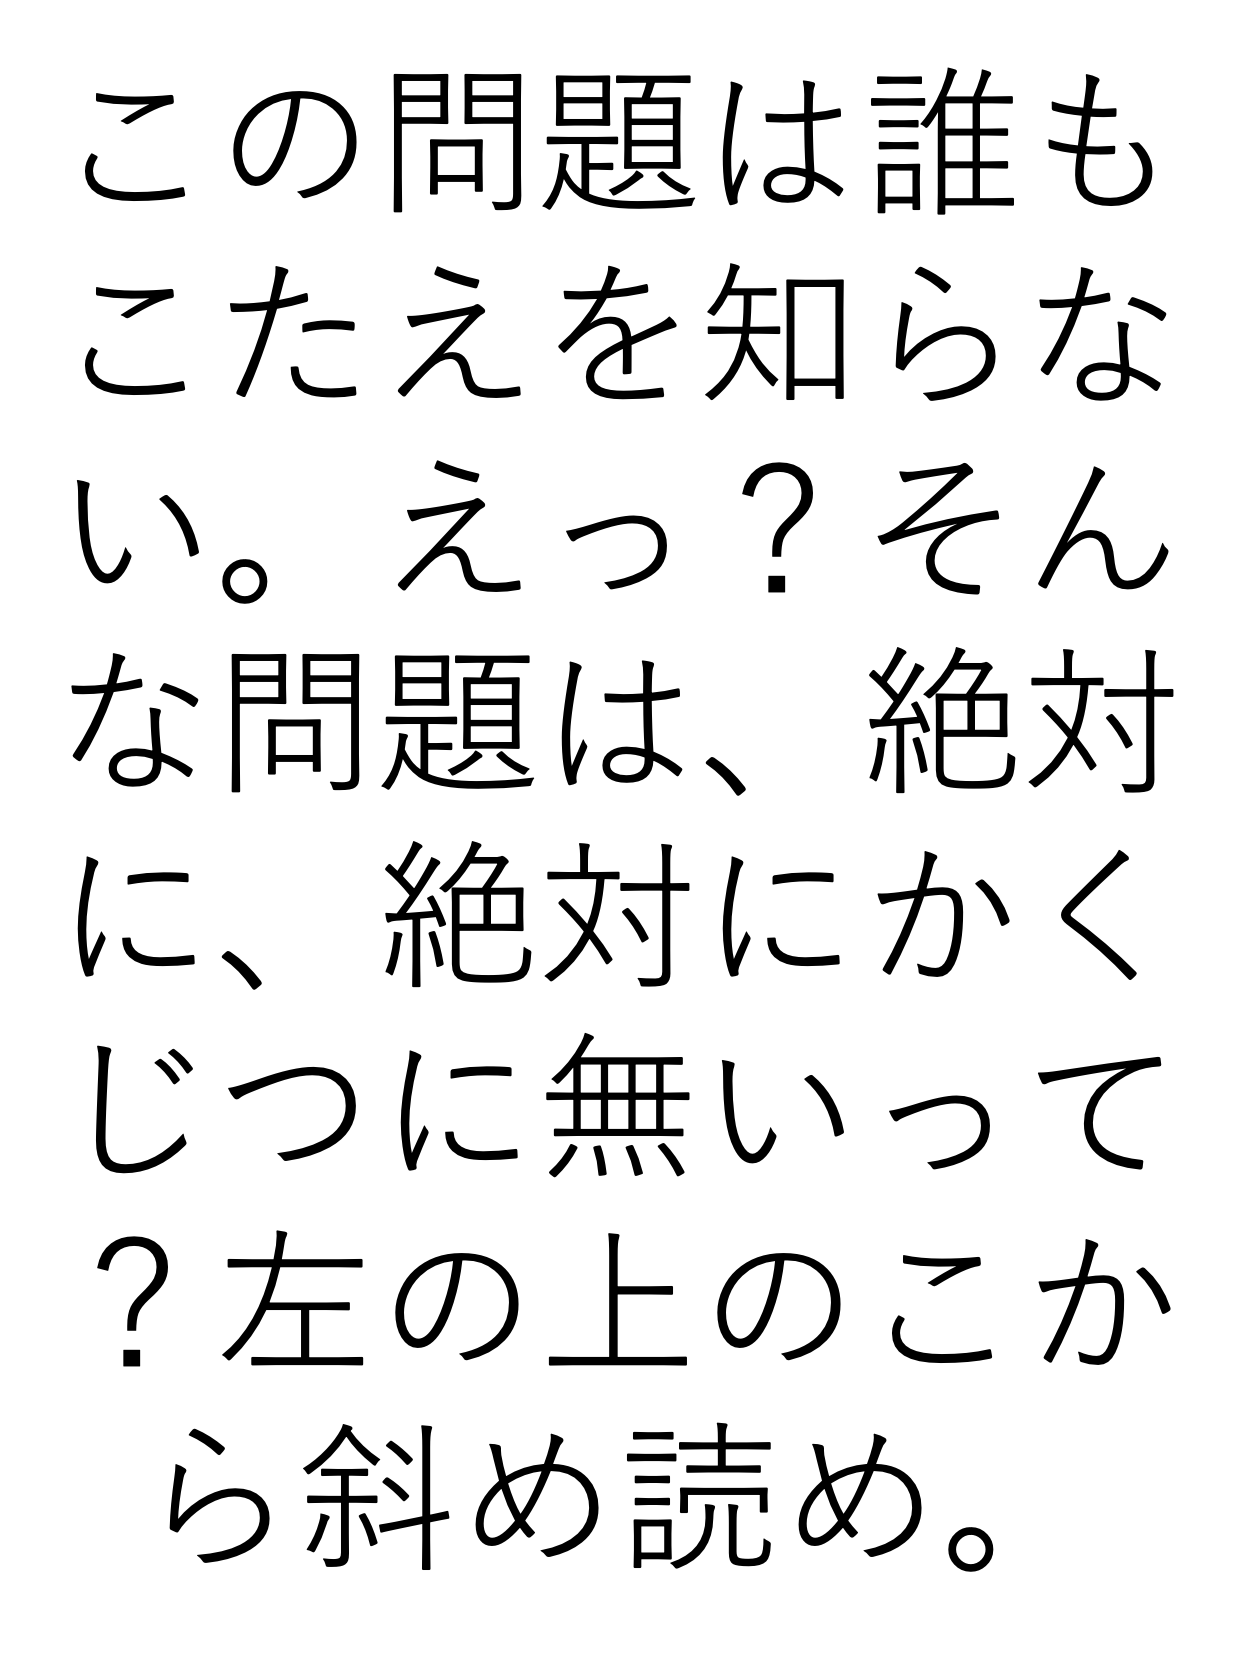 この問題は誰も
こたえを知らな
い。えっ？そん
な問題は、絶対
に、絶対にかく
じつに無いって
？左の上のこか
ら斜め読め。